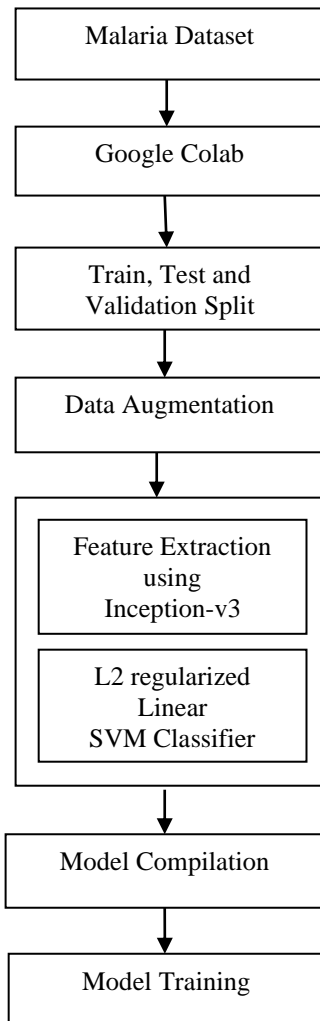 Malaria Dataset
Google Colab
Train, Test and
Validation Split
Data Augmentation
Feature Extraction
using
Inception-v3
L2 regularized
Linear
SVM Classifier
Model Compilation
Model Training